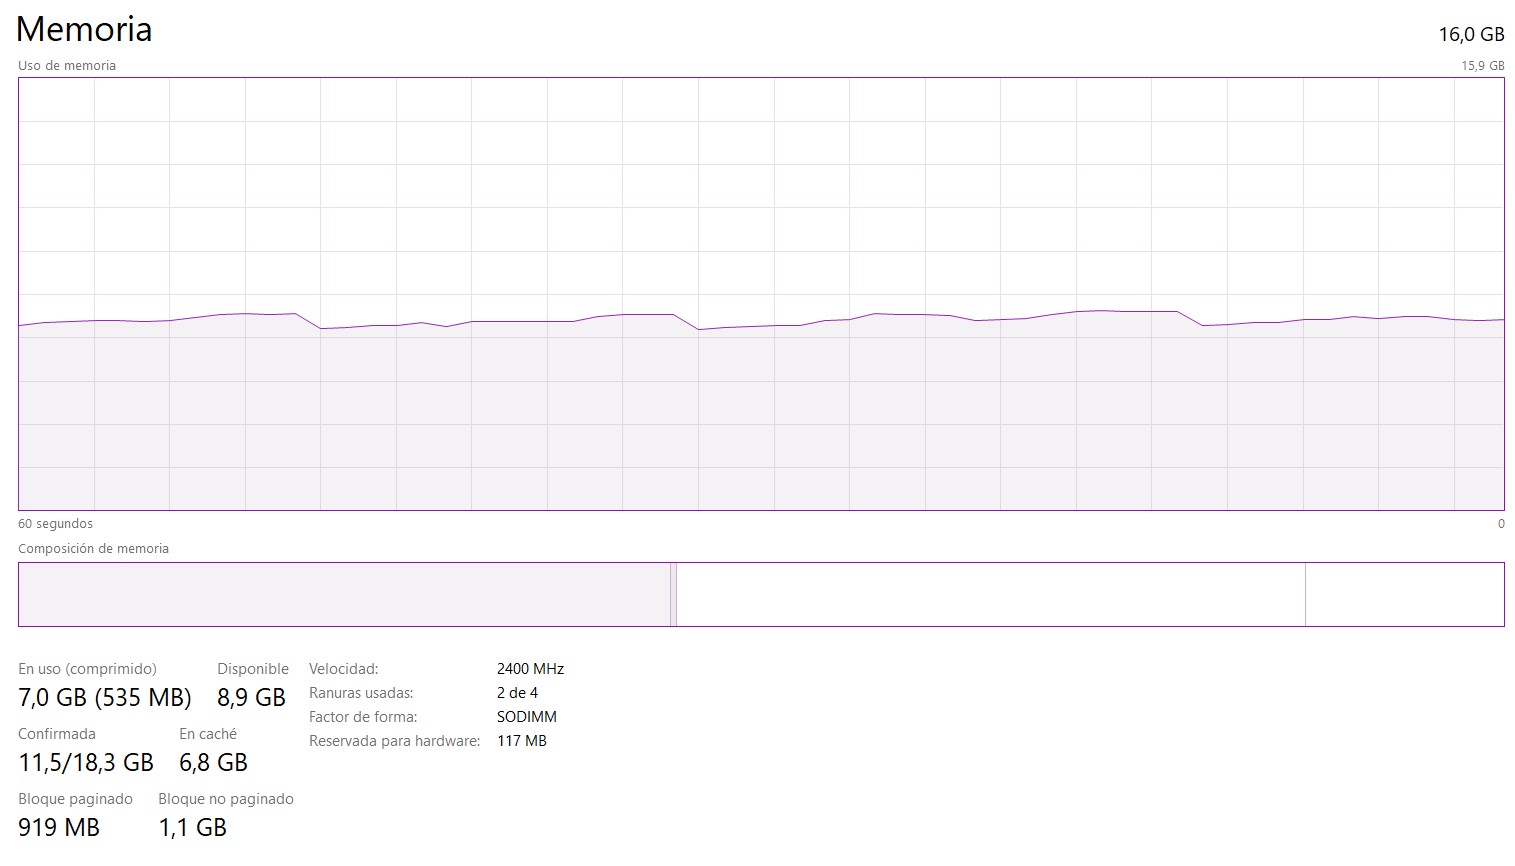 Memoria
16,0 GB
Uso de memoria
15,9 GB
60 segundos
0
Composición de memoria
En uso (comprimido)
7,0 GB (535 MB)
Disponible
8,9 GB
Confirmada
11,5/18,3 GB
En caché
6,8 GB
Bloque paginado
919 MB
Bloque no paginado
1,1 GB
Velocidad: 2400 MHz
Ranuras usadas: 2 de 4
Factor de forma: SODIMM
Reservada para hardware: 117 MB